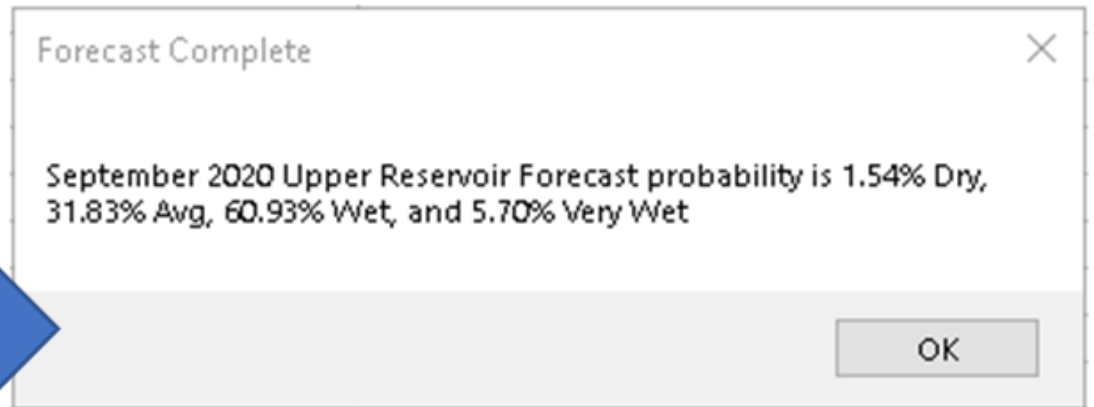 Forecast Complete
September 2020 Upper Reservoir Forecast probability is 1.54% Dry,
31.83% Avg, 60.93% Wet, and 5.70% Very Wet
OK